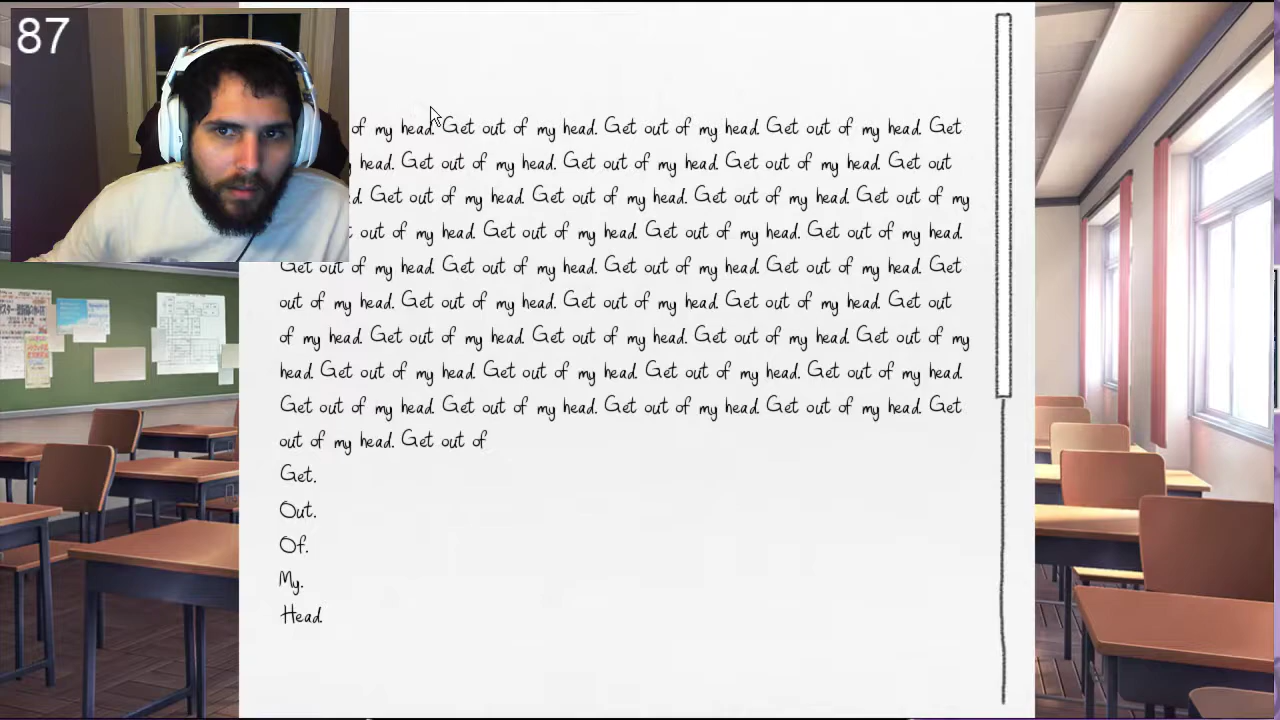 87
of my head. Get out of my head. Get out of my head. Get out of my head. Get
head. Get out of my head. Get out of my head. Get out of my head. Get out
Get out of my head. Get out of my head. Get out of my head. Get out of my
out of my head. Get out of my head. Get out of my head. Get out of my head.
Get out of my head. Get out of my head. Get out of my head. Get out of my head. Get
out of my head. Get out of my head. Get out of my head. Get out of my head. Get out
of my head. Get out of my head. Get out of my head. Get out of my head. Get out of my
head. Get out of my head. Get out of my head. Get out of my head. Get out of my head.
Get out of my head. Get out of my head. Get out of my head. Get out of my head. Get
out of my head. Get out of
Get.
Out.
Of.
My.
Head.